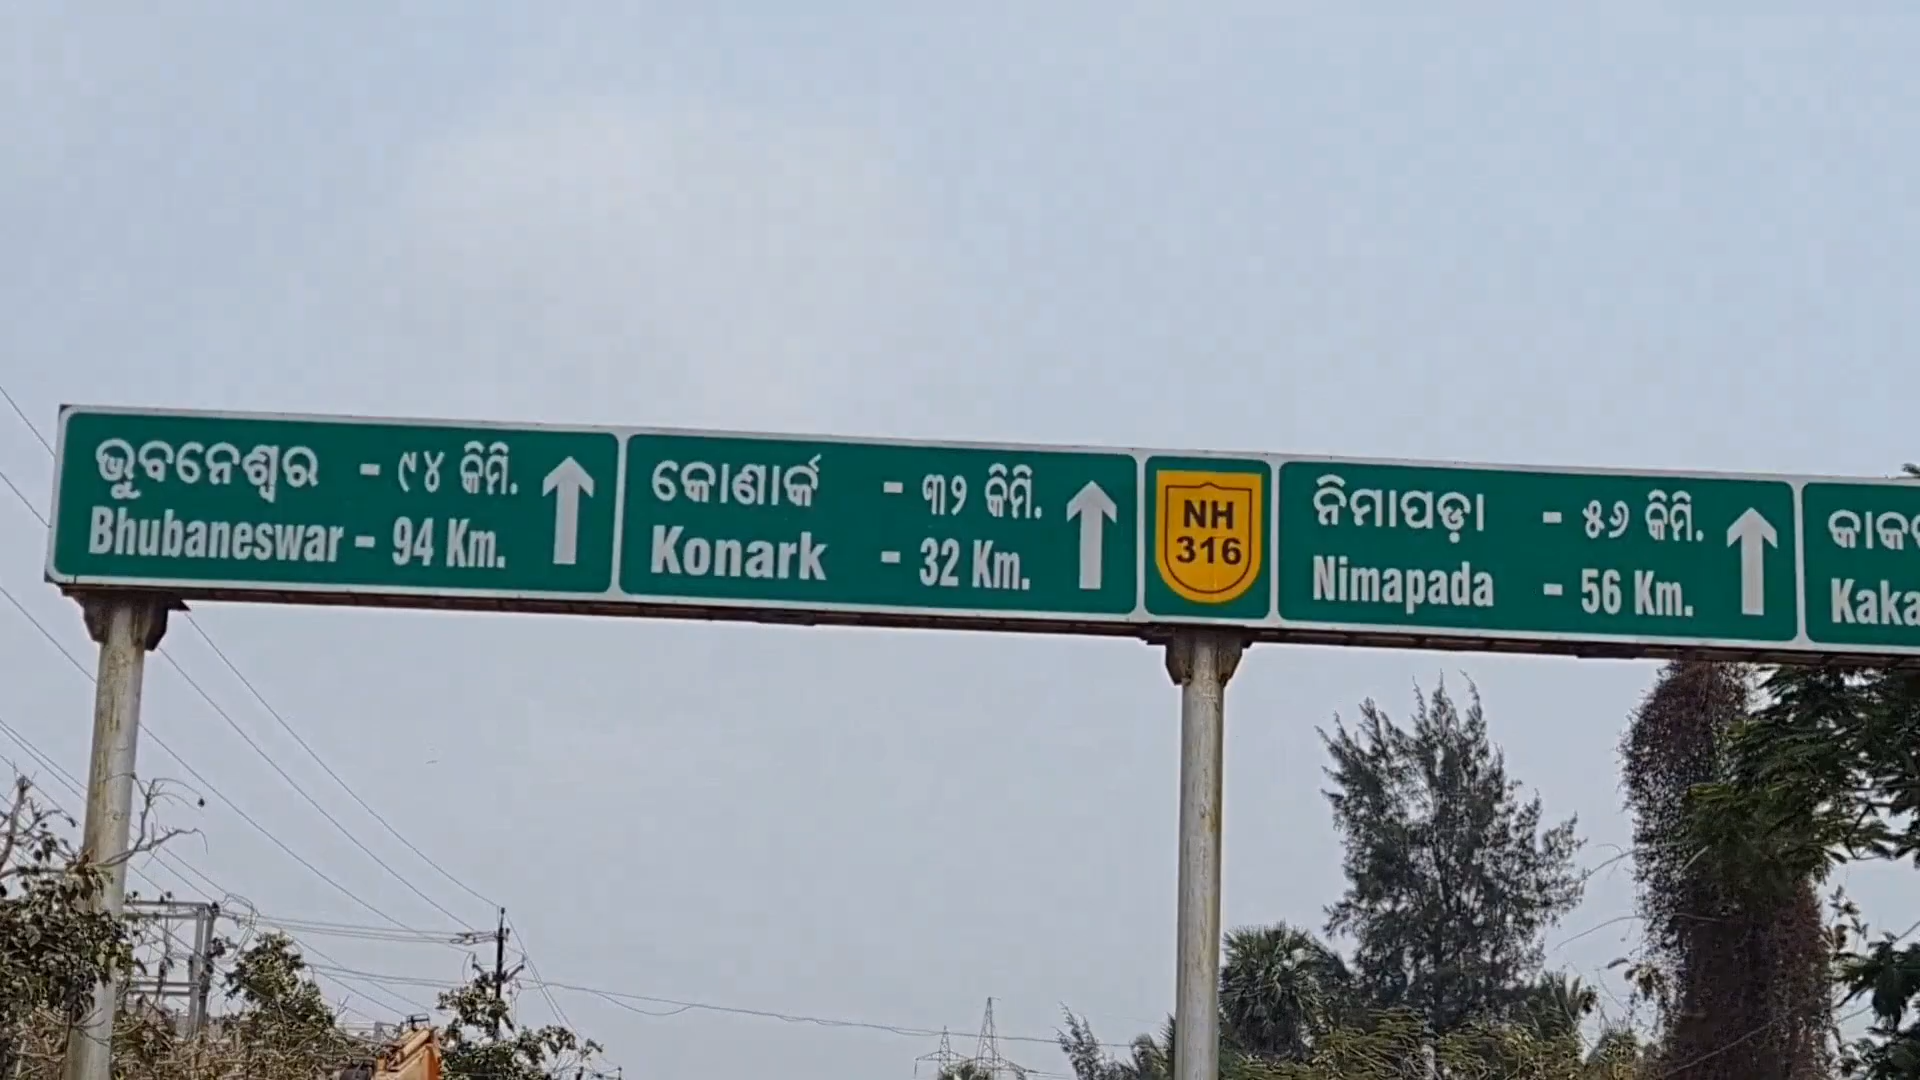 ଭୁବନେଶ୍ୱର - ୯୪ କିମି.
Bhubaneswar - 94 Km.
କୋଣାର୍କ - ୩୨ କିମି.
Konark - 32 Km.
NH
316
ନିମାପଡ଼ା - ୫୬ କିମି.
Nimapada - 56 Km.